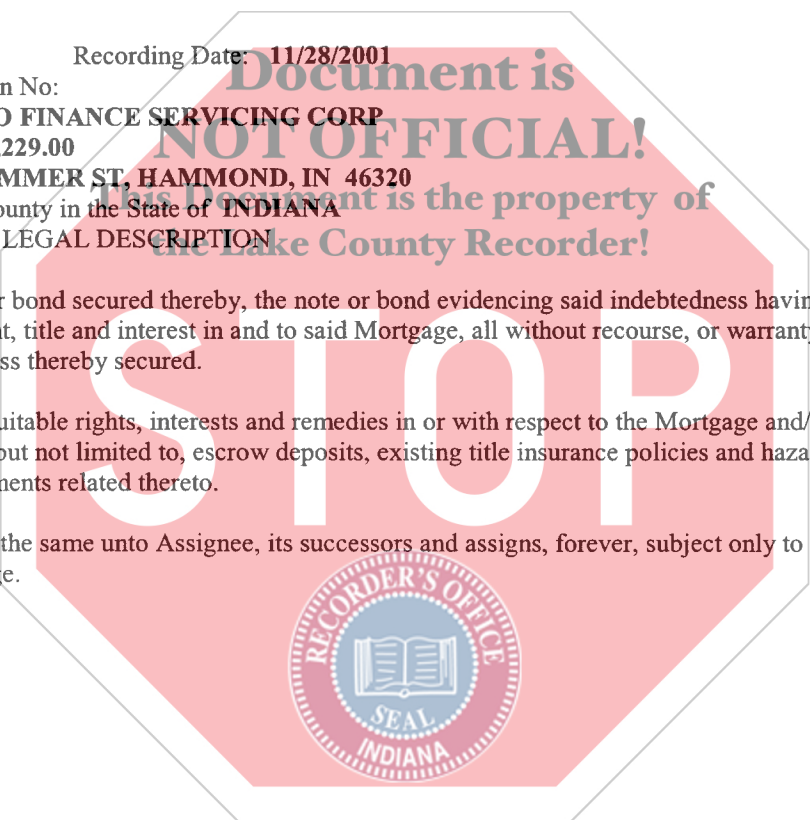 Recording Date: 11/28/2001
n No:
O FINANCE SERVICING CORP
,229.00
MMER ST, HAMMOND, IN 46320
ounty in the State of INDIANA
LEGAL DESCRIPTION
Document is
NOT OFFICIAL!
This Document is the property of
the Lake County Recorder!
r bond secured thereby, the note or bond evidencing said indebtedness havin
t, title and interest in and to said Mortgage, all without recourse, or warranty
ss thereby secured.
uitable rights, interests and remedies in or with respect to the Mortgage and/
but not limited to, escrow deposits, existing title insurance policies and haza
ments related thereto.
the same unto Assignee, its successors and assigns, forever, subject only to
e.
STOP
RECORDER'S OFFICE
SEAL
INDIANA